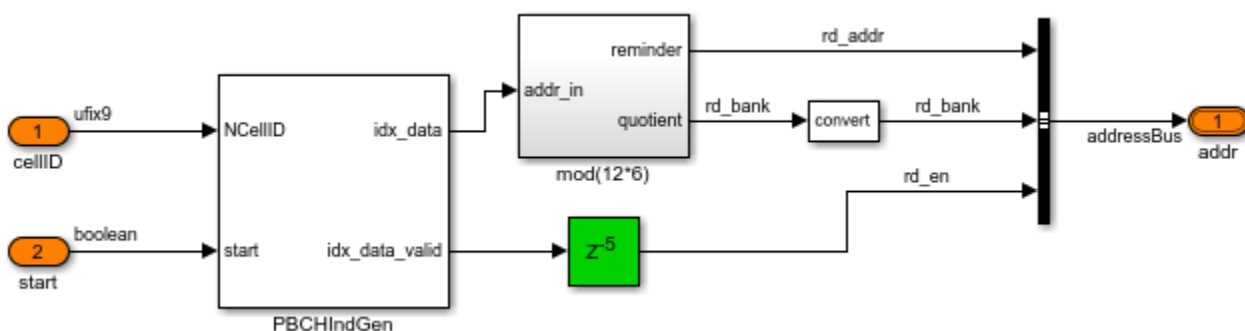 reminder
rd_addr
ufix9
addr_in
rd_bank
rd_bank
1
NCellID
idx_data
quotient
convert
1
cellID
mod(12*6)
addressBus
addr
rd_en
boolean
2
start
idx_data_valid
Z-5
start
PBCHIndGen